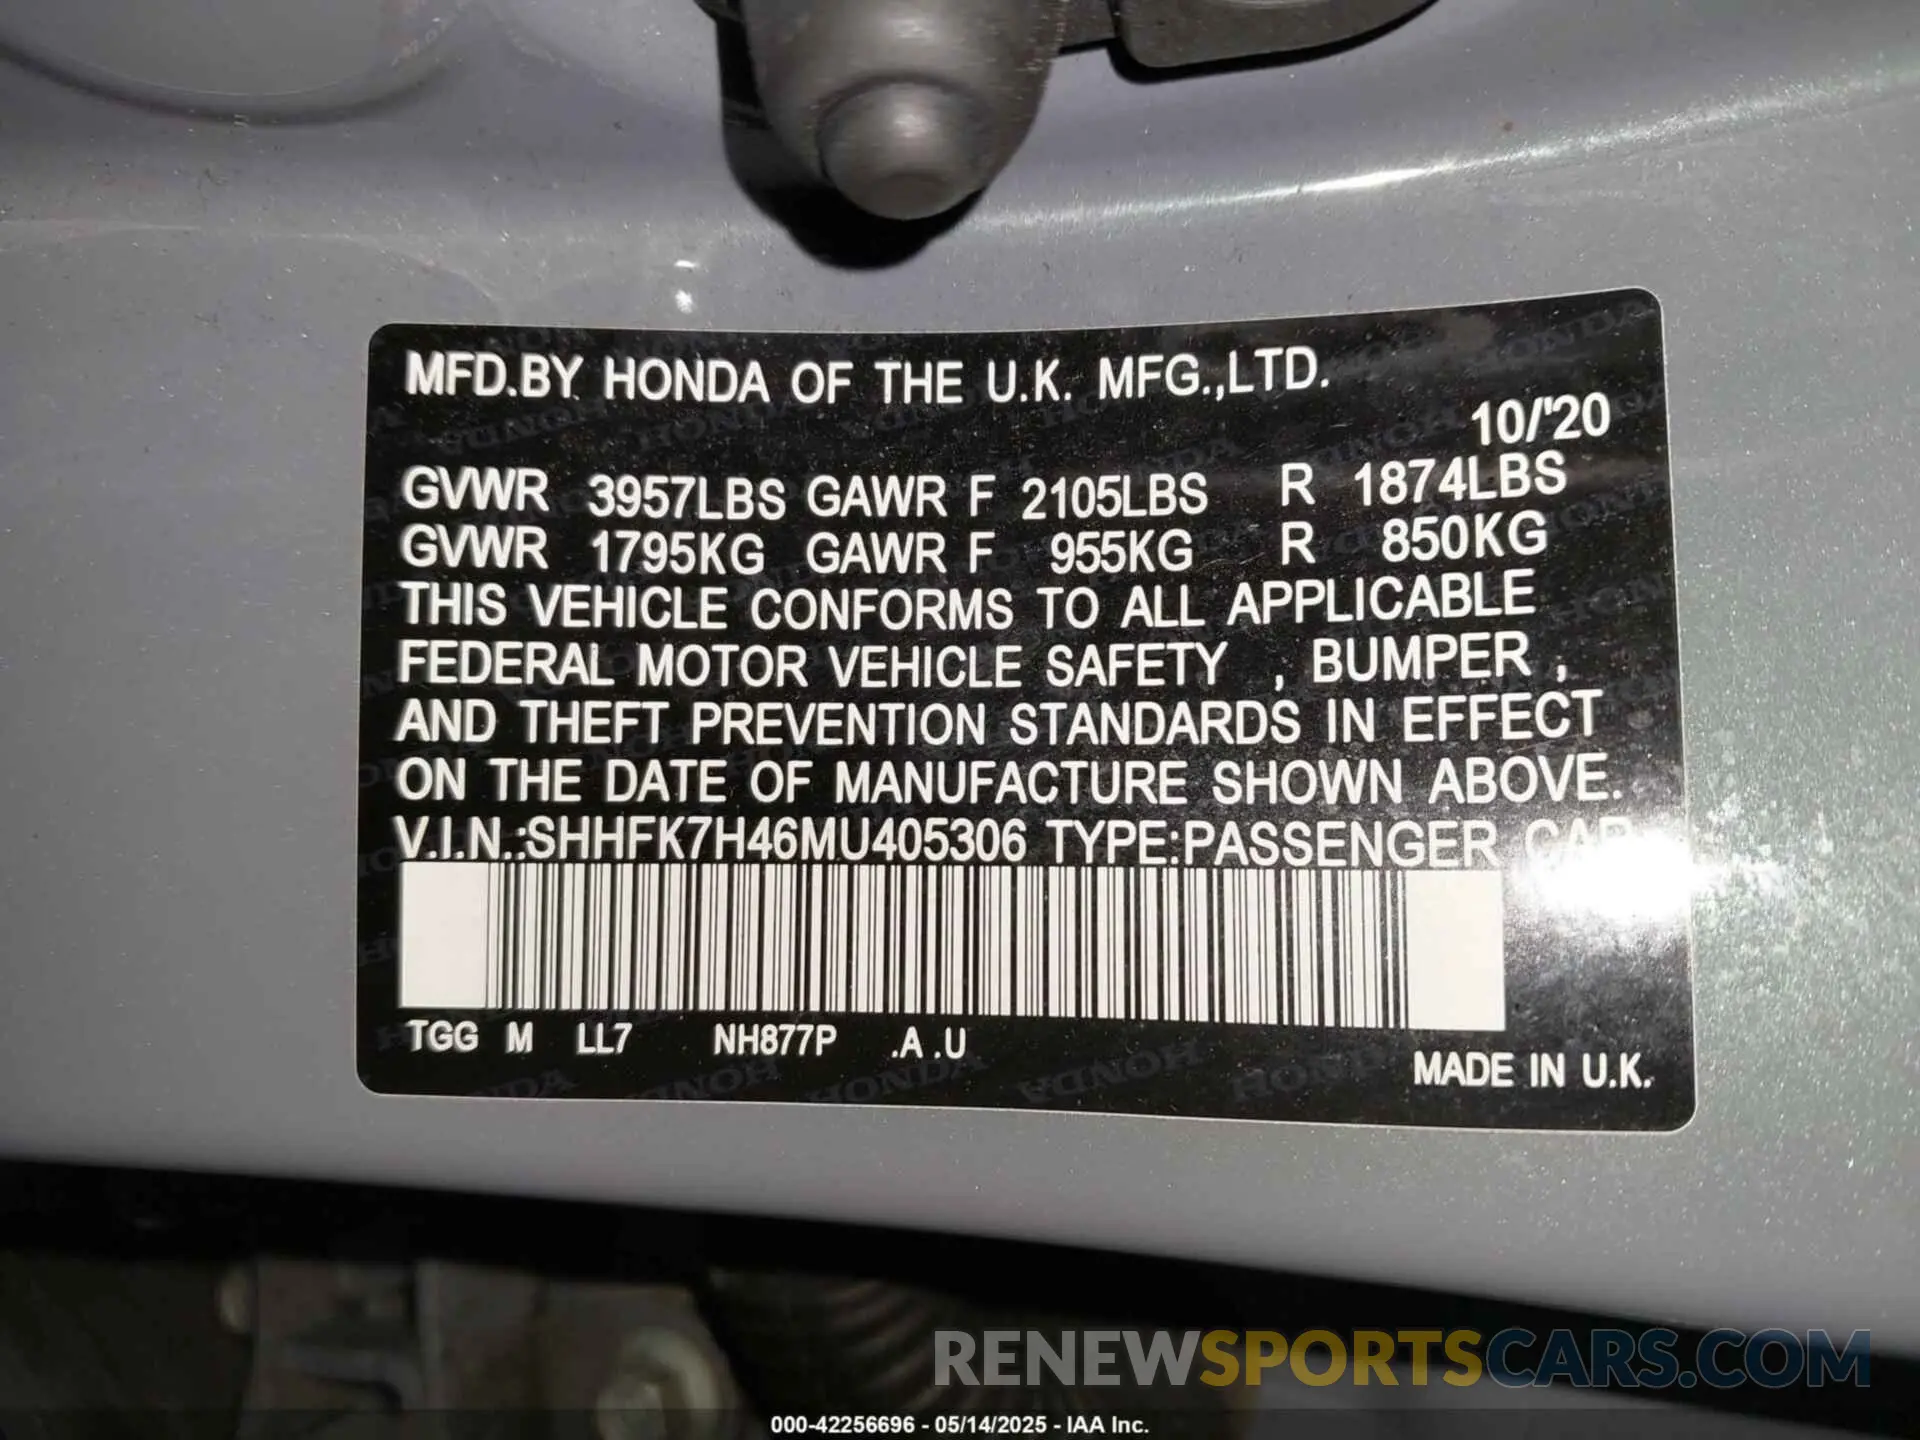 MFD.BY HONDA OF THE U.K. MFG.,LTD.
10/'20
GVWR 3957LBS GAWR F 2105LBS R 1874LBS
GVWR 1795KG GAWR F 955KG R 850KG
THIS VEHICLE CONFORMS TO ALL APPLICABLE
FEDERAL MOTOR VEHICLE SAFETY , BUMPER ,
AND THEFT PREVENTION STANDARDS IN EFFECT
ON THE DATE OF MANUFACTURE SHOWN ABOVE.
V.I.N.:SHHFK7H46MU405306 TYPE:PASSENGER CAR
TGG M LL7 NH877P .A .U
MADE IN U.K.
RENEWSPORTSCARS.COM
000-42256696 - 05/14/2025 - IAA Inc.